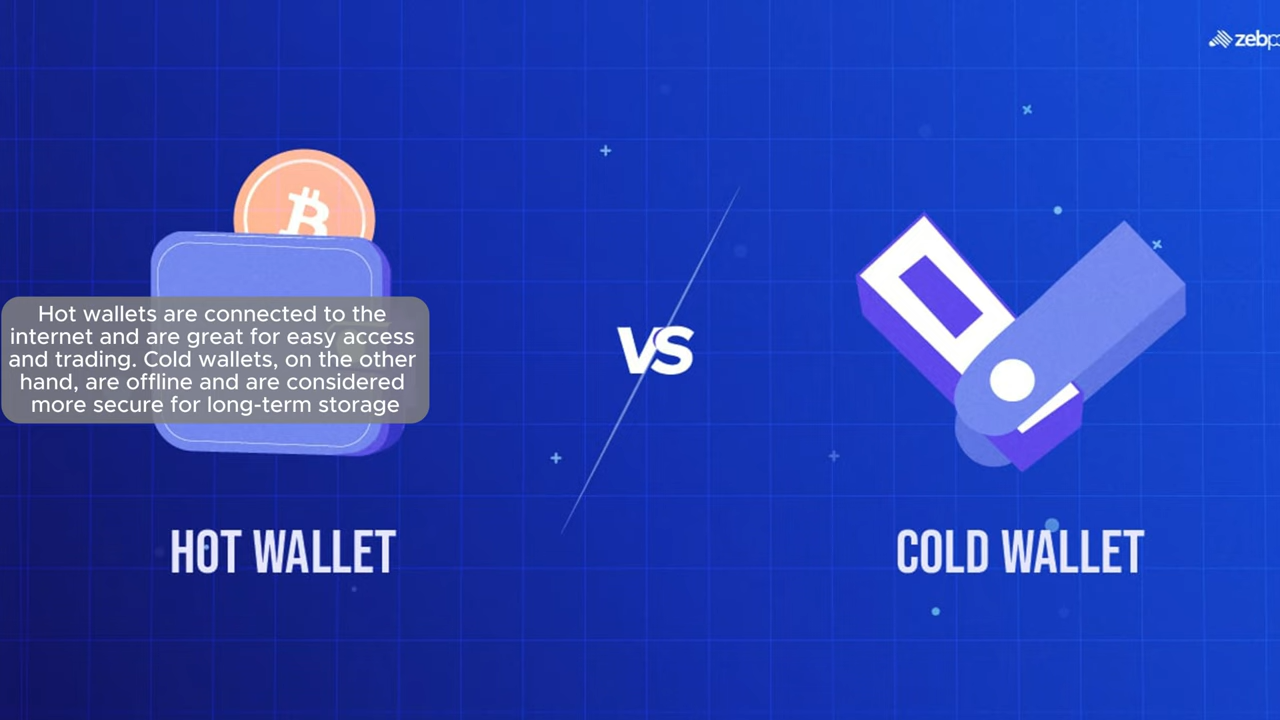 Hot wallets are connected to the
internet and are great for easy access
and trading. Cold wallets, on the other
hand, are offline and are considered
more secure for long-term storage
VS
HOT WALLET
COLD WALLET